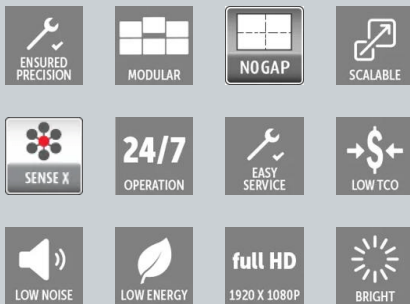 ENSURED
PRECISION
MODULAR
NO GAP
SCALABLE
SENSE X
24/7
OPERATION
EASY
SERVICE
$
LOW TCO
LOW NOISE
LOW ENERGY
full HD
1920 X 1080P
BRIGHT